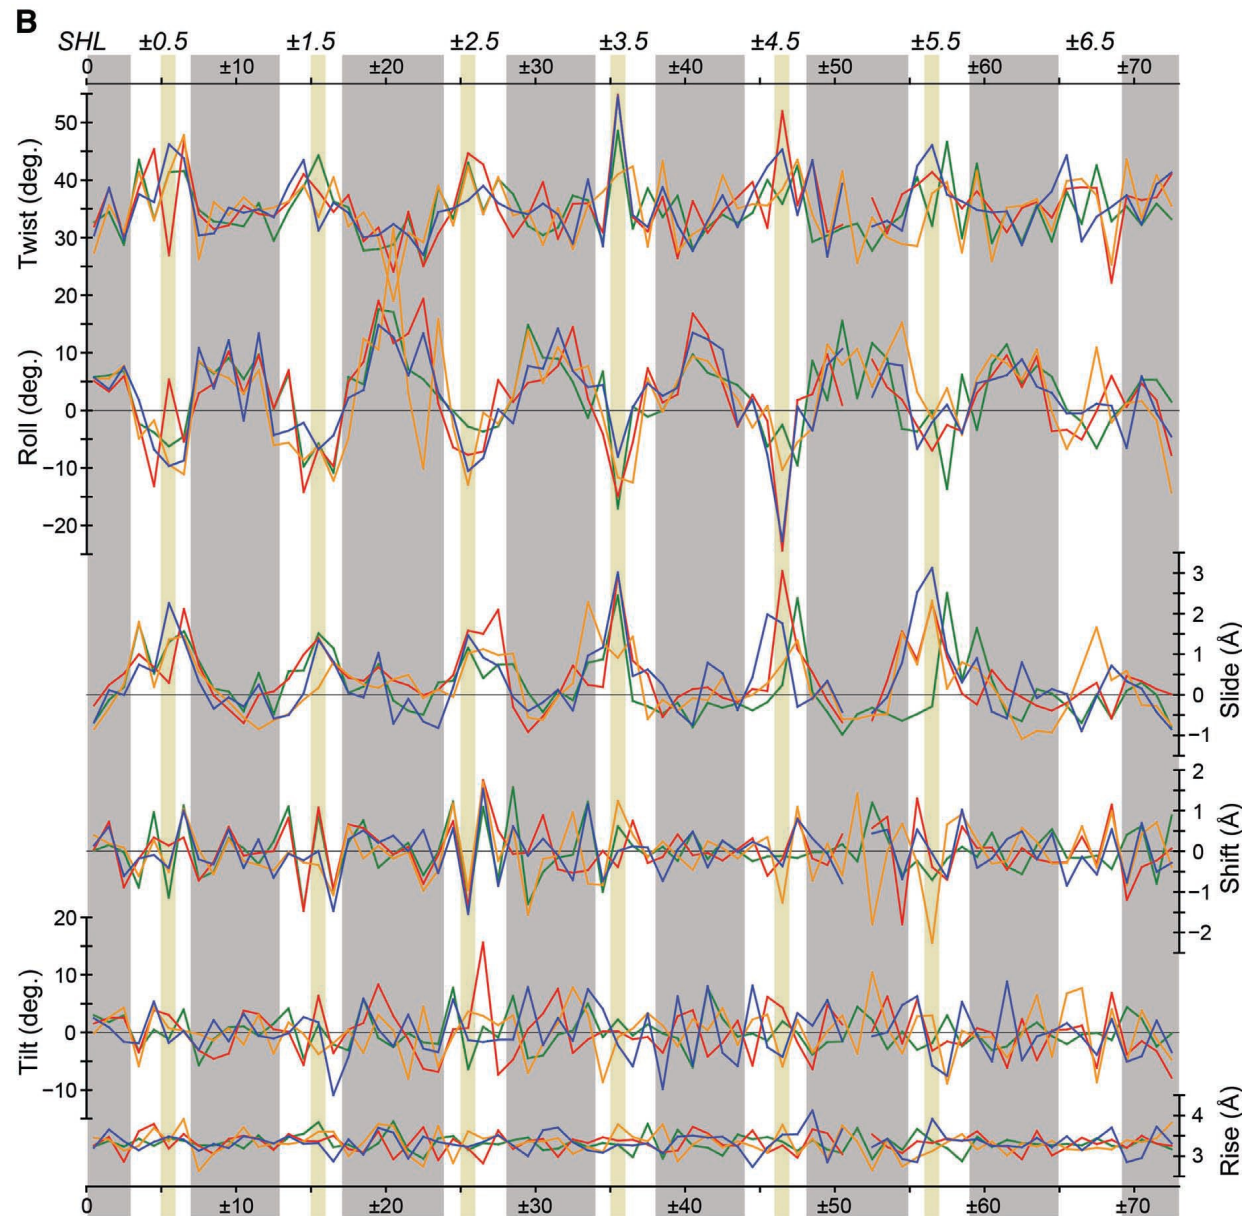 B
SHL ±0.5 ±1.5 ±2.5 ±3.5 ±4.5 ±5.5 ±6.5
0 ±10 ±20 ±30 ±40 ±50 ±60 ±70
Twist (deg.)
50
40
30
20
Roll (deg.)
10
0
−10
−20
Slide (Å)
3
2
1
0
−1
Shift (Å)
2
1
0
−1
−2
Tilt (deg.)
20
10
0
−10
Rise (Å)
4
3
0 ±10 ±20 ±30 ±40 ±50 ±60 ±70